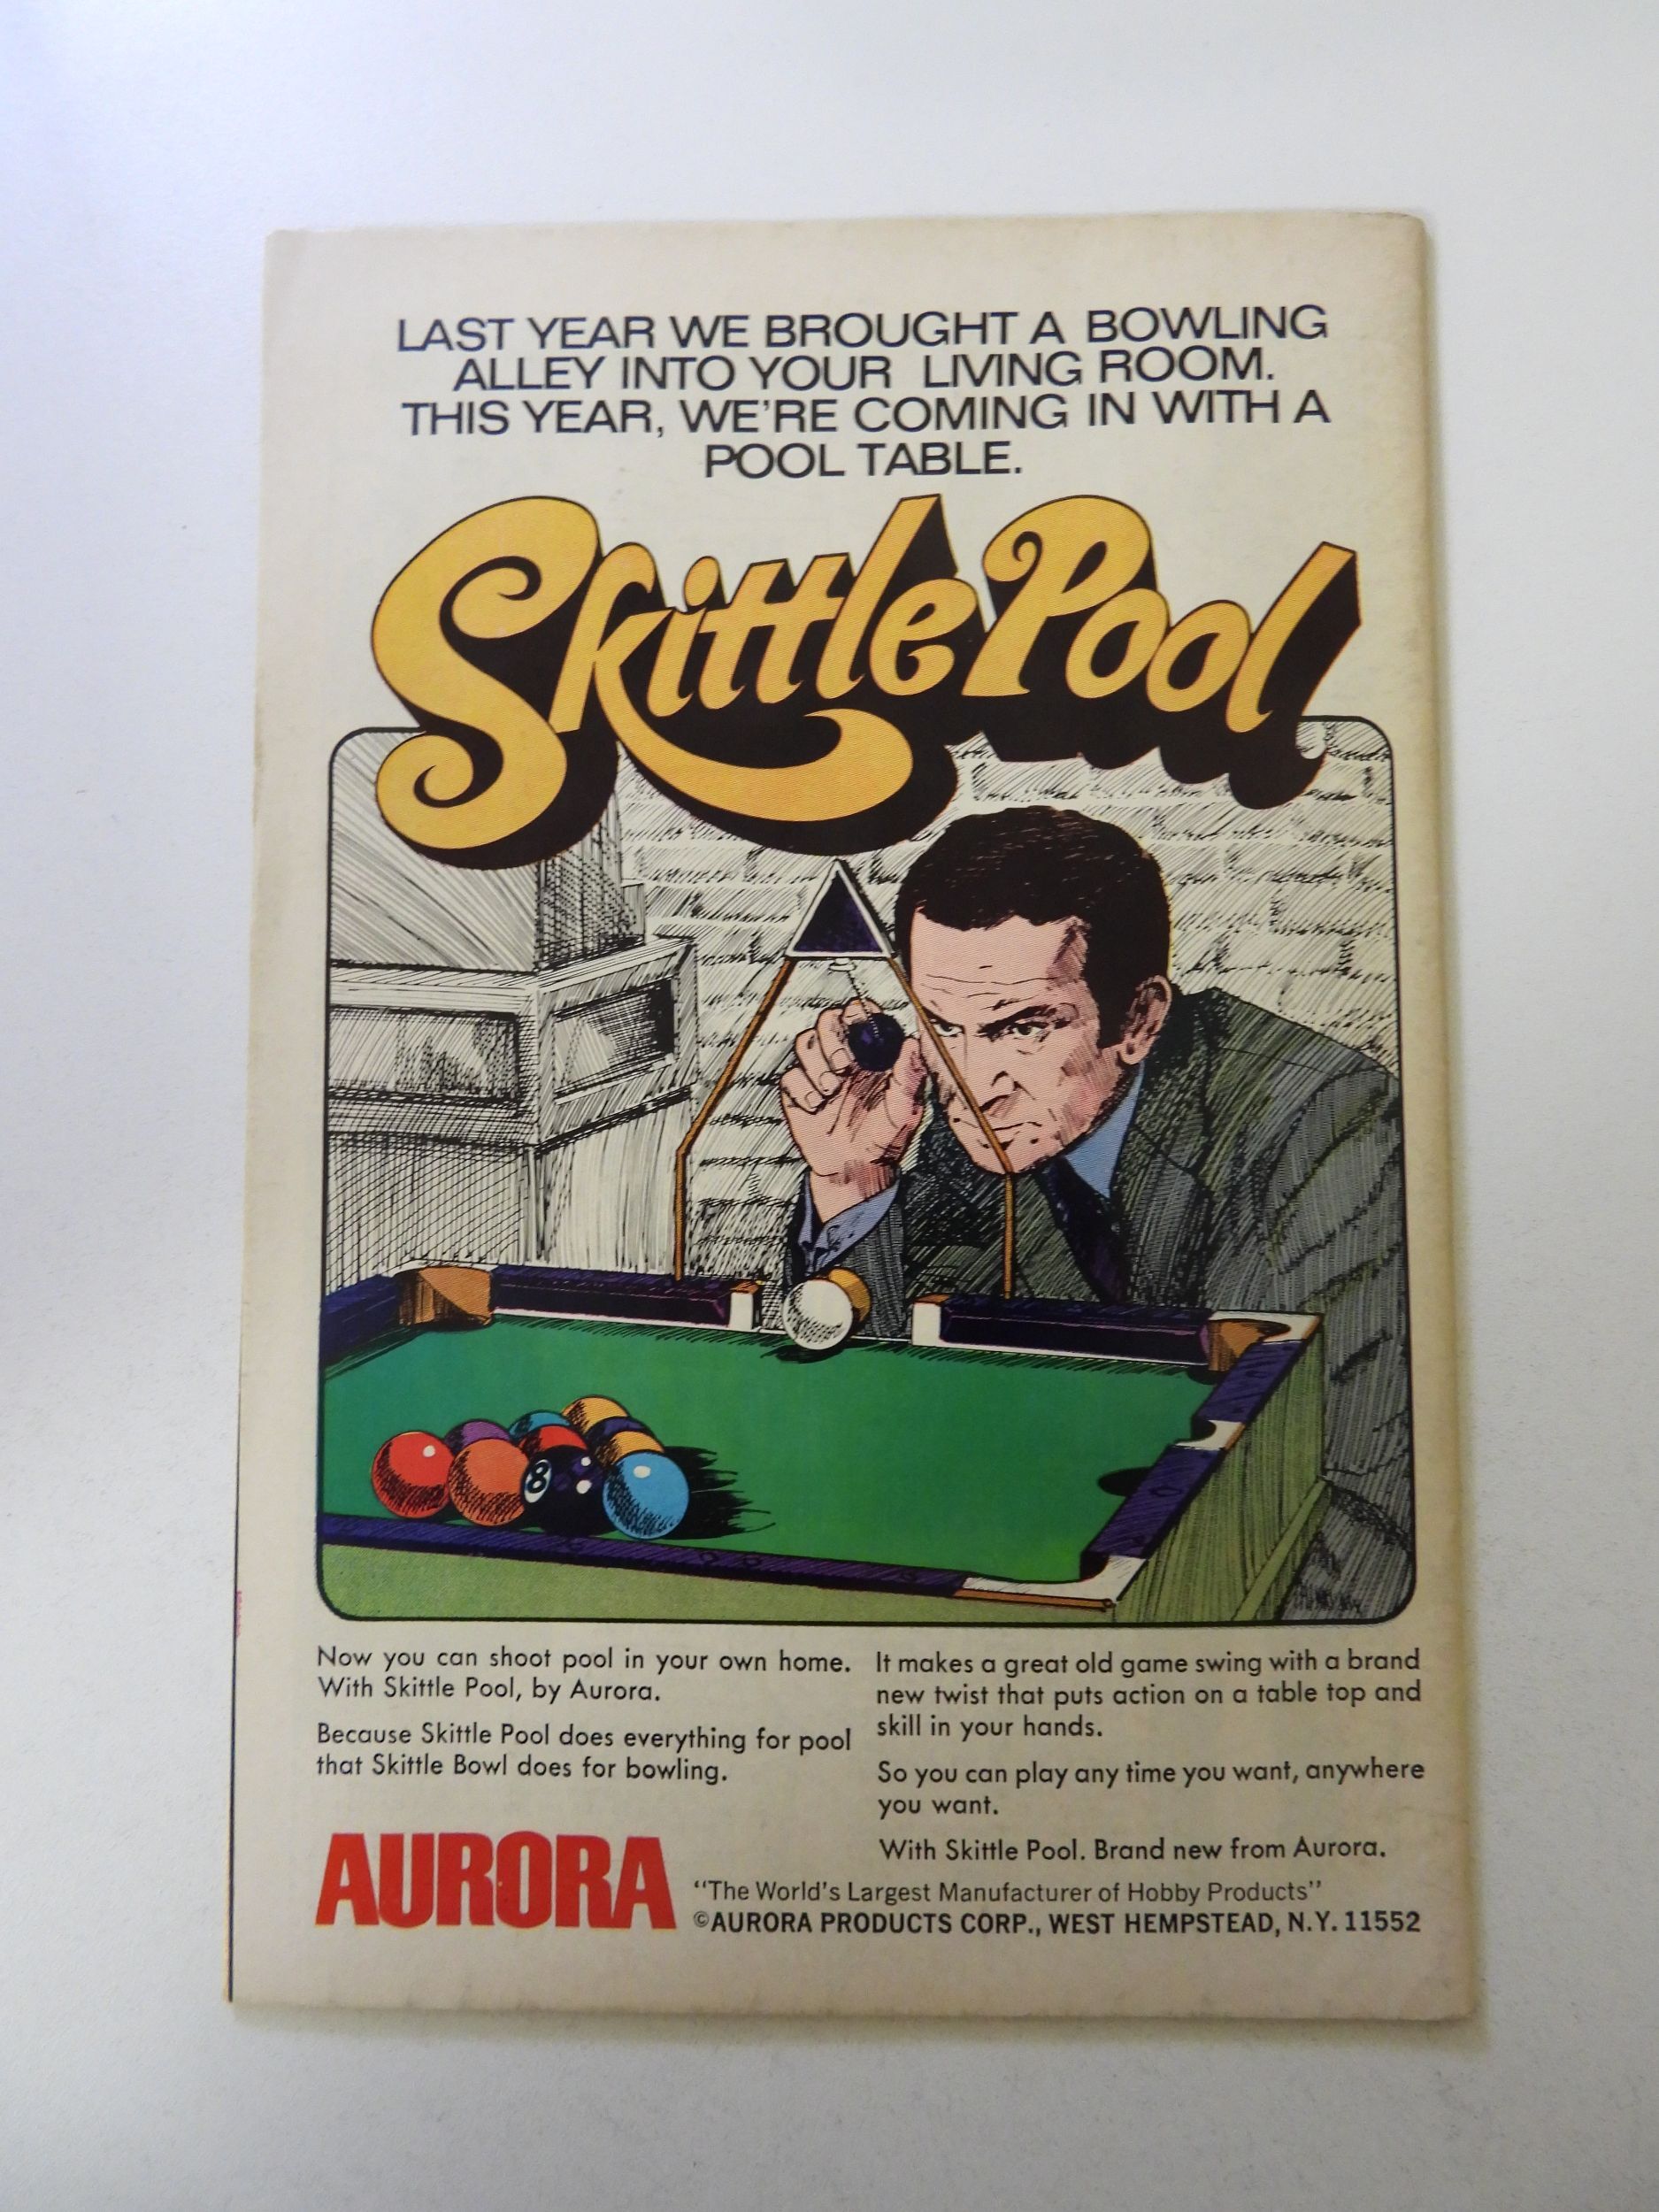 LAST YEAR WE BROUGHT A BOWLING
ALLEY INTO YOUR LIVING ROOM.
THIS YEAR, WE'RE COMING IN WITH A
POOL TABLE.
Skittle Pool
8
Now you can shoot pool in your own home.
With Skittle Pool, by Aurora.
Because Skittle Pool does everything for pool
that Skittle Bowl does for bowling.
It makes a great old game swing with a brand
new twist that puts action on a table top and
skill in your hands.
So you can play any time you want, anywhere
you want.
With Skittle Pool. Brand new from Aurora.
AURORA
"The World's Largest Manufacturer of Hobby Products"
©AURORA PRODUCTS CORP., WEST HEMPSTEAD, N.Y. 11552